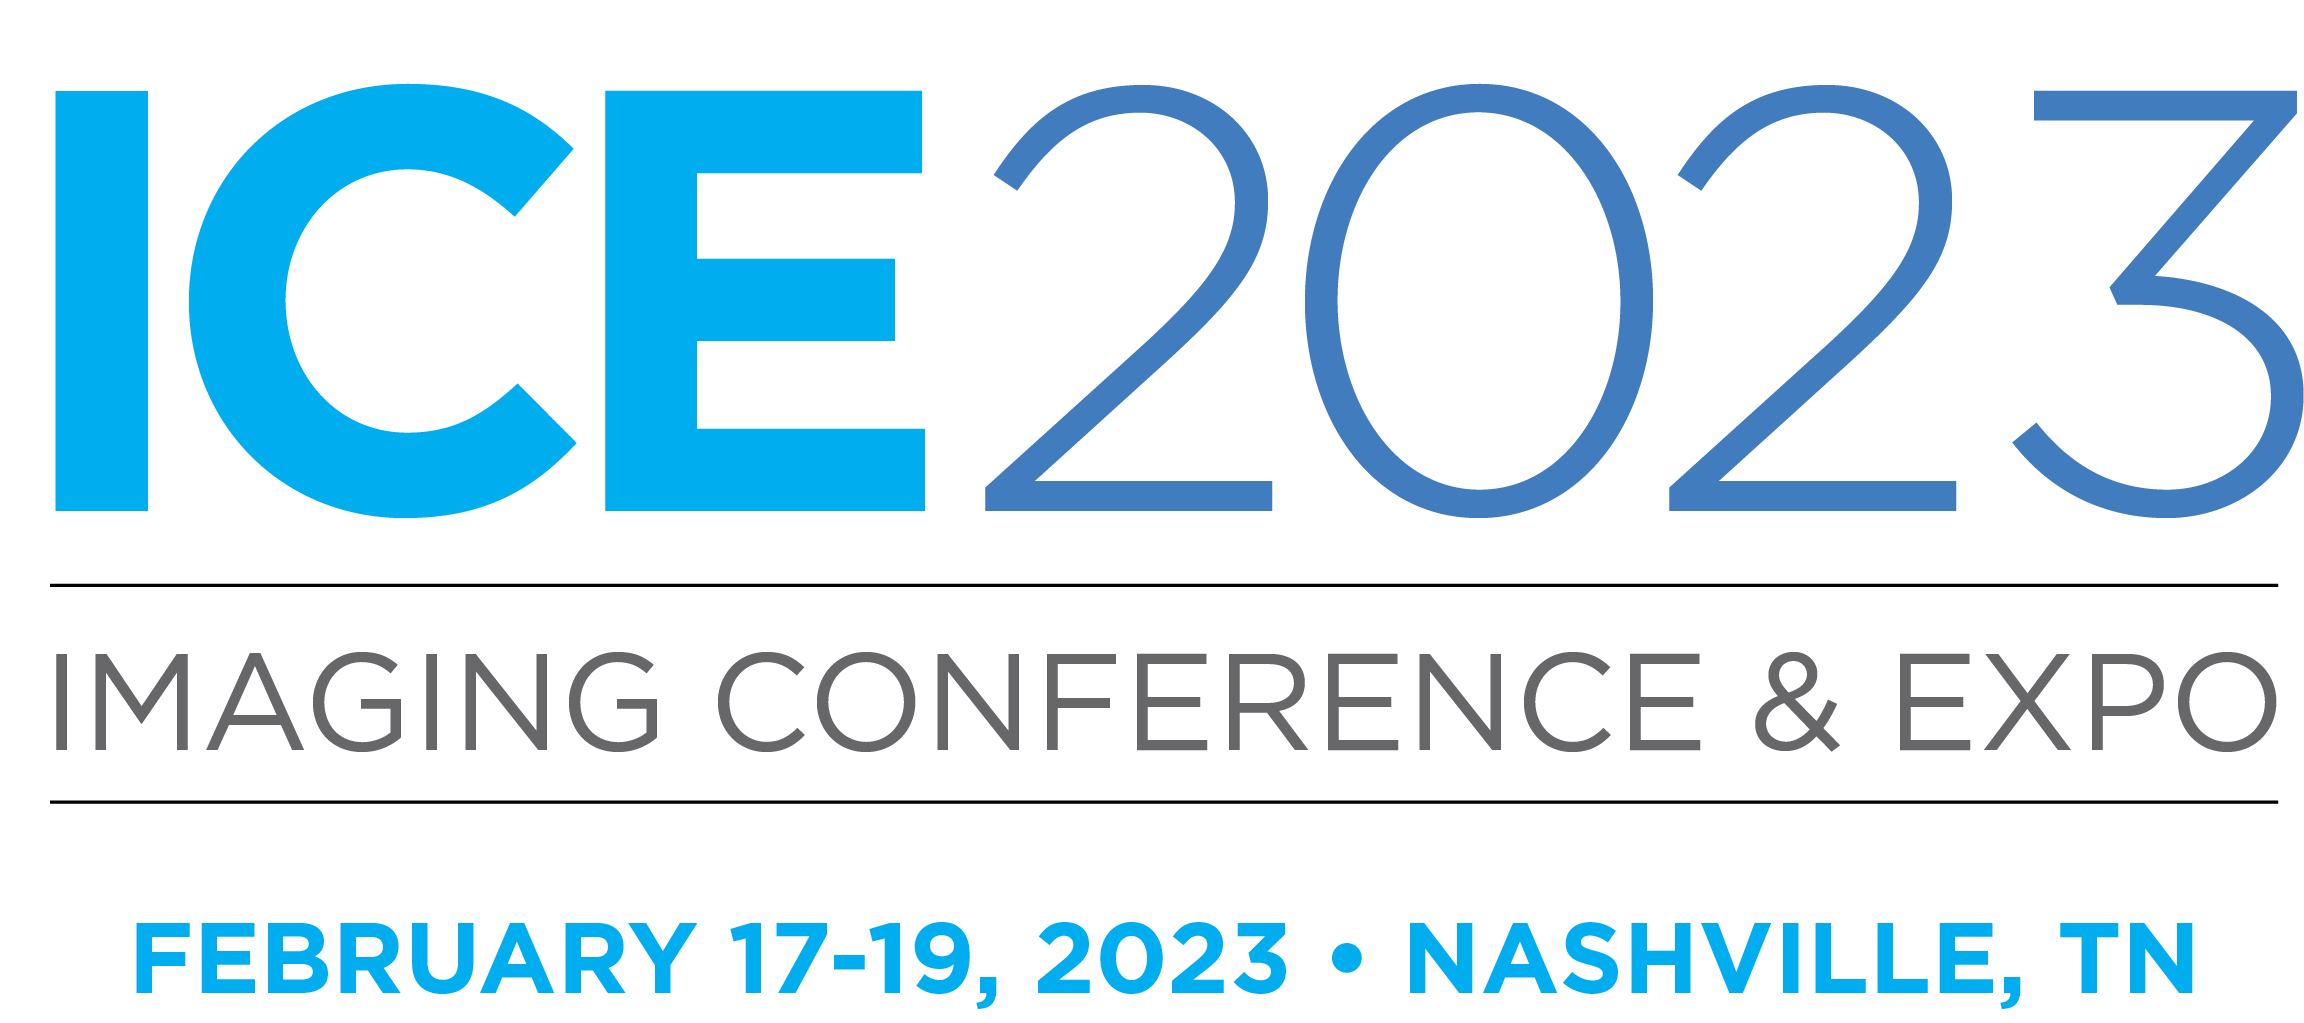 ICE2023
IMAGING CONFERENCE & EXPO
FEBRUARY 17-19, 2023 • NASHVILLE, TN